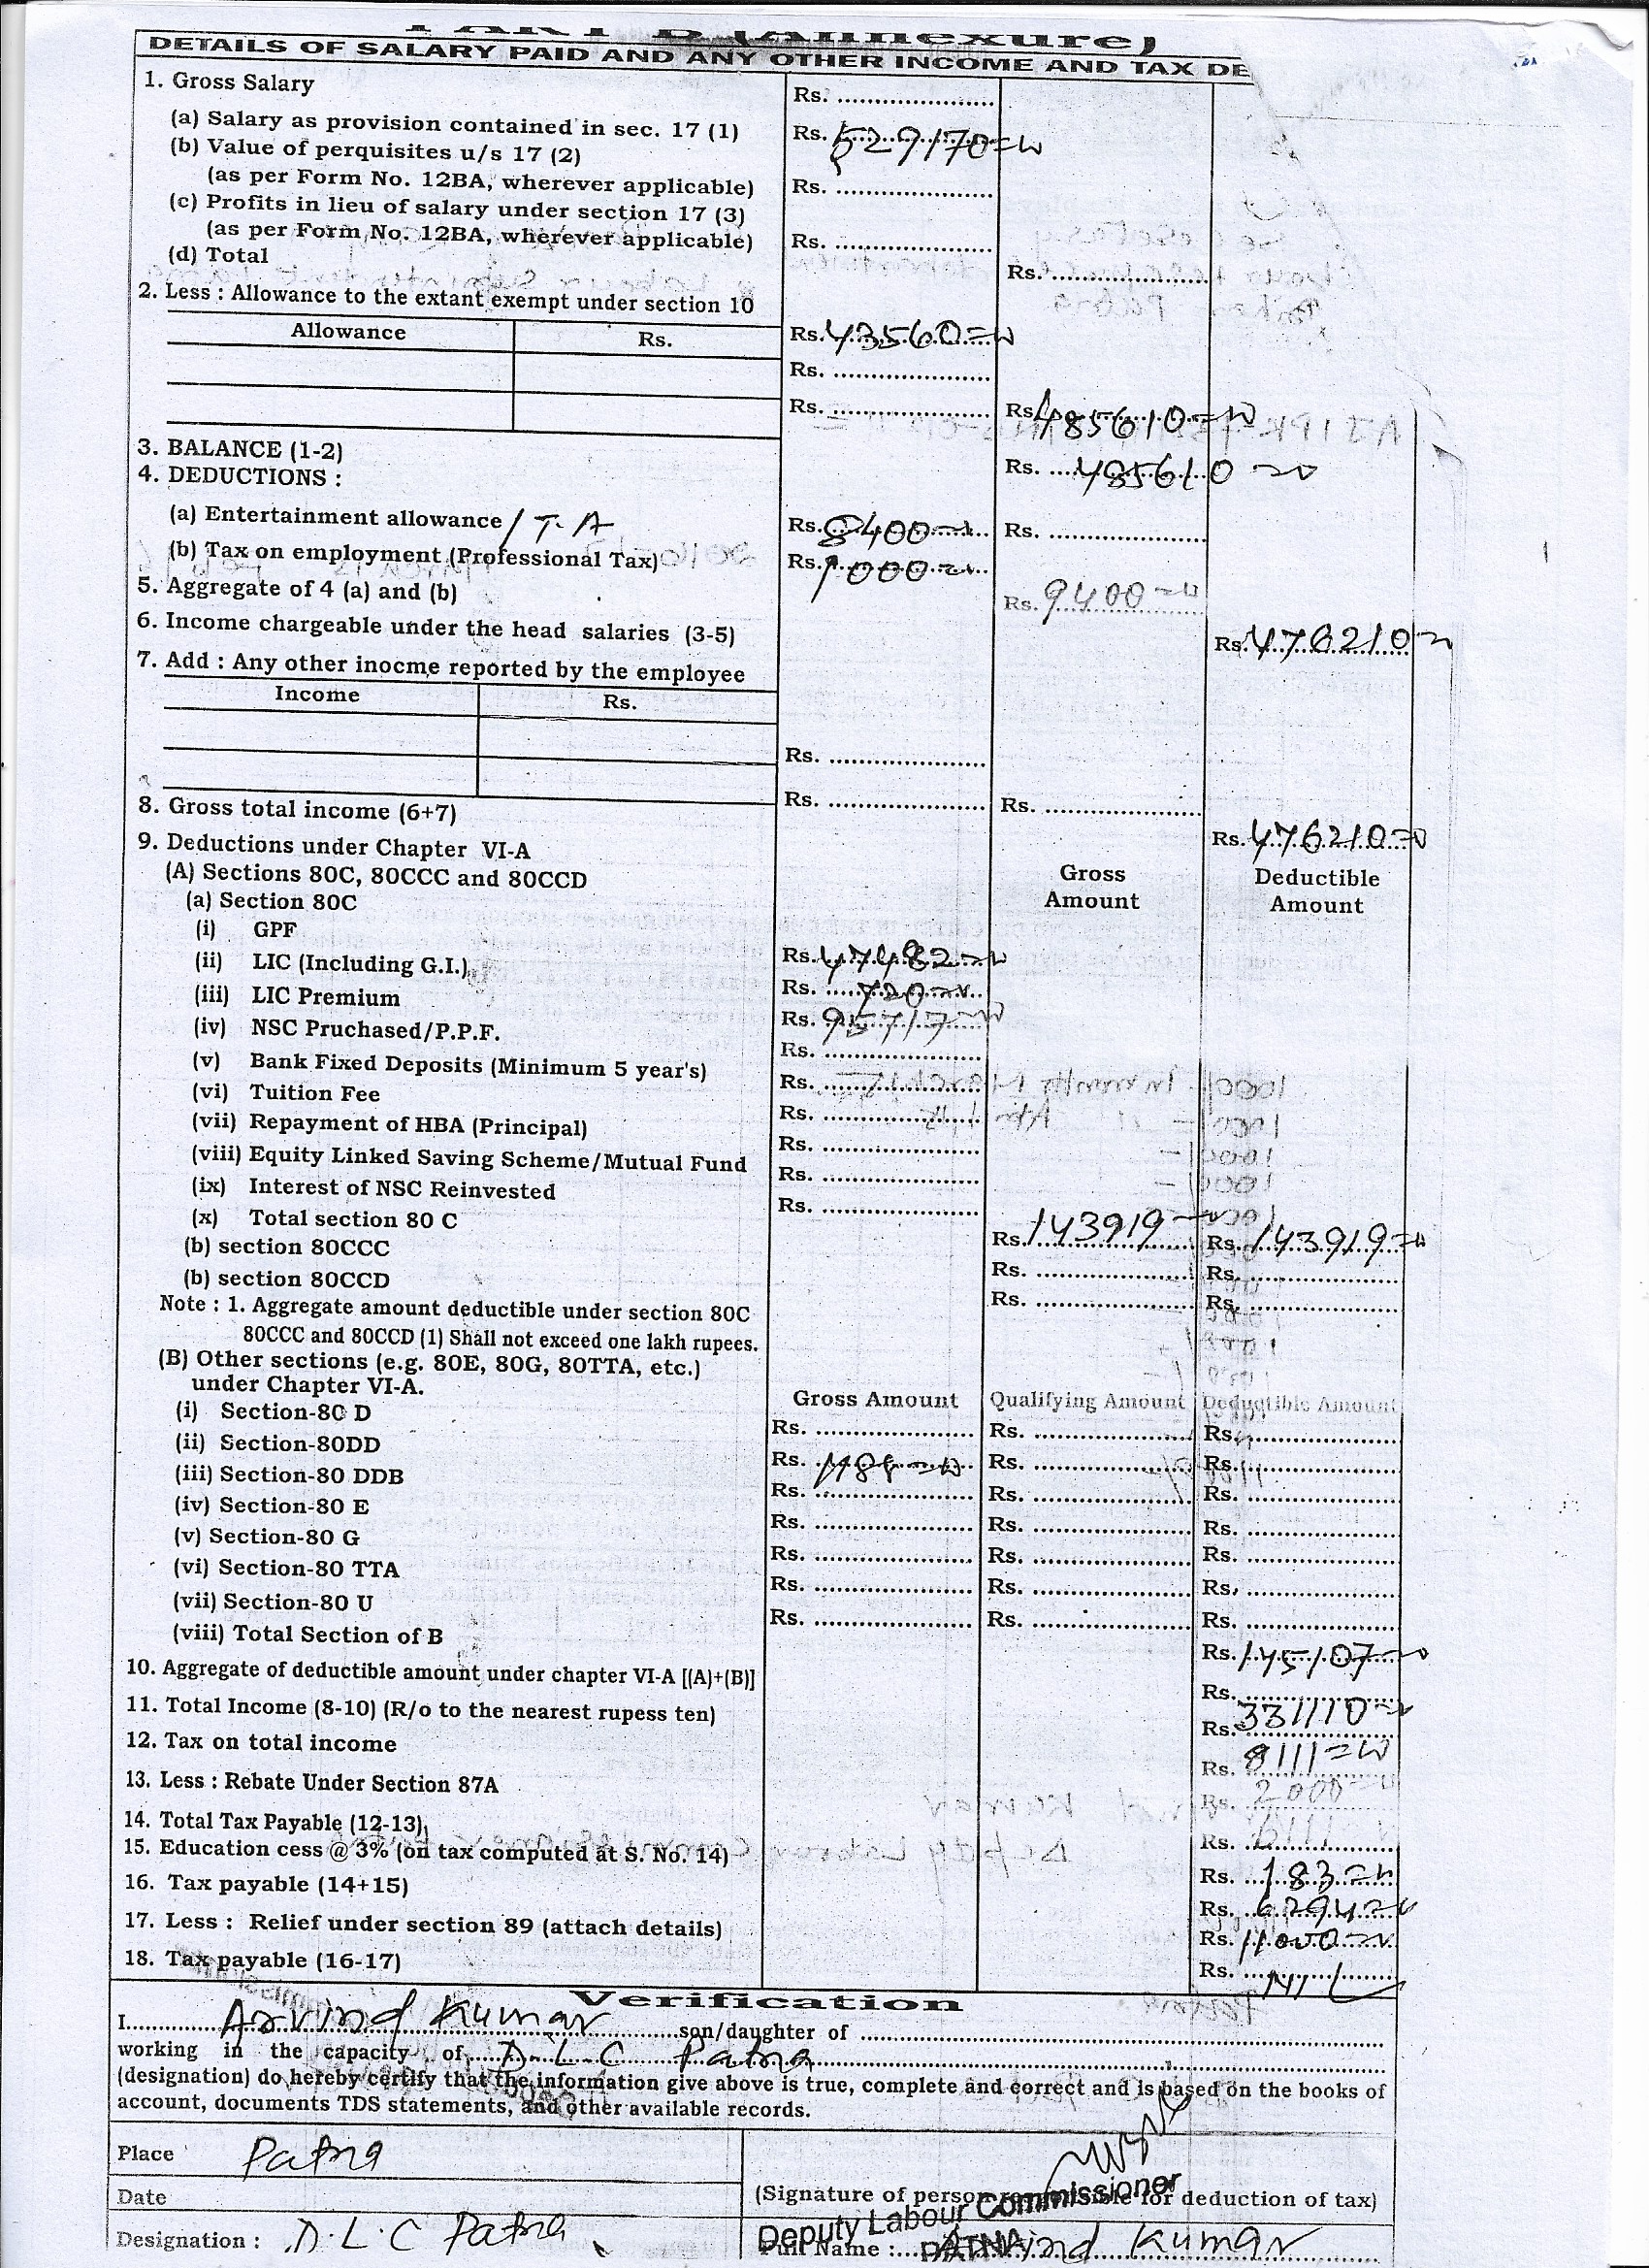 PART B (Annexure)
DETAILS OF SALARY PAID AND ANY OTHER INCOME AND TAX DE
1. Gross Salary Rs. ....................
(a) Salary as provision contained in sec. 17 (1) Rs. 529170=00
(b) Value of perquisites u/s 17 (2)
(as per Form No. 12BA, wherever applicable) Rs. ....................
(c) Profits in lieu of salary under section 17 (3)
(as per Form No. 12BA, wherever applicable) Rs. ....................
(d) Total Rs. ....................
2. Less : Allowance to the extant exempt under section 10
Allowance Rs. Rs. 43560=00
Rs. ....................
Rs. .................... Rs. 485610=00
3. BALANCE (1-2) Rs. 485610=00
4. DEDUCTIONS :
(a) Entertainment allowance / T.A Rs. 8400=00 Rs. ....................
(b) Tax on employment (Professional Tax) Rs. 1000=00
5. Aggregate of 4 (a) and (b) Rs. 9400=00
6. Income chargeable under the head salaries (3-5) Rs. 476210=00
7. Add : Any other inocme reported by the employee
Income Rs.
Rs. ....................
8. Gross total income (6+7) Rs. .................... Rs. ....................
Rs. 476210=00
9. Deductions under Chapter VI-A
(A) Sections 80C, 80CCC and 80CCD Gross Amount Deductible Amount
(a) Section 80C
(i) GPF Rs. 47482=00
(ii) LIC (Including G.I.) Rs. 720=00
(iii) LIC Premium Rs. 95717=00
(iv) NSC Pruchased/P.P.F. Rs. ....................
(v) Bank Fixed Deposits (Minimum 5 year's) Rs. ....................
(vi) Tuition Fee Rs. ....................
(vii) Repayment of HBA (Principal) Rs. ....................
(viii) Equity Linked Saving Scheme/Mutual Fund Rs. ....................
(ix) Interest of NSC Reinvested Rs. ....................
(x) Total section 80 C Rs. 143919=00 Rs. 143919=00
(b) section 80CCC Rs. .................... Rs. ....................
(b) section 80CCD Rs. .................... Rs. ....................
Note : 1. Aggregate amount deductible under section 80C
80CCC and 80CCD (1) Shall not exceed one lakh rupees.
(B) Other sections (e.g. 80E, 80G, 80TTA, etc.)
under Chapter VI-A.
Gross Amount Qualifying Amount Deductible Amount
(i) Section-80 D Rs. .................... Rs. .................... Rs. ....................
(ii) Section-80DD Rs. 1188=00 Rs. .................... Rs. ....................
(iii) Section-80 DDB Rs. .................... Rs. .................... Rs. ....................
(iv) Section-80 E Rs. .................... Rs. .................... Rs. ....................
(v) Section-80 G Rs. .................... Rs. .................... Rs. ....................
(vi) Section-80 TTA Rs. .................... Rs. .................... Rs. ....................
(vii) Section-80 U Rs. .................... Rs. .................... Rs. ....................
(viii) Total Section of B Rs. 145107=00
10. Aggregate of deductible amount under chapter VI-A [(A)+(B)] Rs. ....................
11. Total Income (8-10) (R/o to the nearest rupess ten) Rs. 331110=00
12. Tax on total income Rs. 8111=00
13. Less : Rebate Under Section 87A Rs. 2000=00
14. Total Tax Payable (12-13) Rs. 6111=00
15. Education cess @ 3% (on tax computed at S. No. 14) Rs. 183=00
16. Tax payable (14+15) Rs. 6294=00
17. Less : Relief under section 89 (attach details) Rs. 11000=00
18. Tax payable (16-17) Rs. NIL
Verification
I Arvind Kumar son/daughter of ....................
working in the capacity of D.L.C Patna
(designation) do hereby certify that the information give above is true, complete and correct and is based on the books of
account, documents TDS statements, and other available records.
Place Patna
Date (Signature of person responsible for deduction of tax)
Deputy Labour Commissioner
PATNA
Designation : D.L.C Patna Full Name : Arvind Kumar